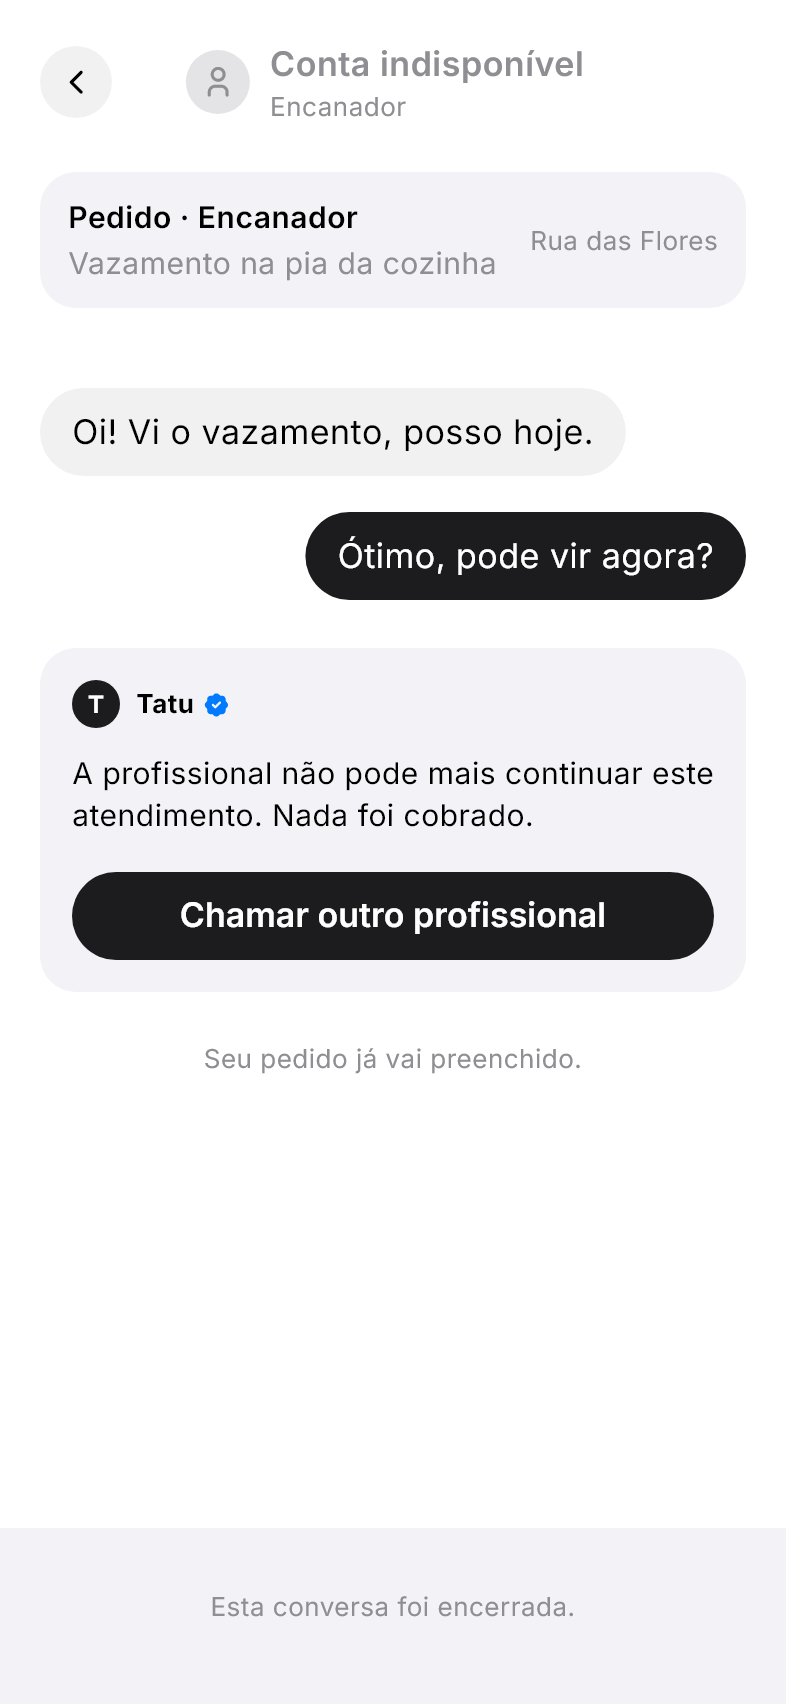 Conta indisponível
Encanador
Pedido · Encanador
Vazamento na pia da cozinha
Rua das Flores
Oi! Vi o vazamento, posso hoje.
Ótimo, pode vir agora?
T Tatu
A profissional não pode mais continuar este
atendimento. Nada foi cobrado.
Chamar outro profissional
Seu pedido já vai preenchido.
Esta conversa foi encerrada.